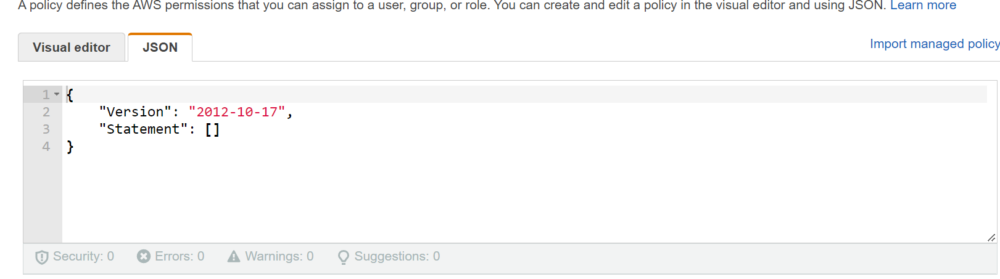 A policy defines the AWS permissions that you can assign to a user, group, or role. You can create and edit a policy in the visual editor and using JSON. Learn more
Visual editor JSON Import managed policy
1 {
2 "Version": "2012-10-17",
3 "Statement": []
4 }
Security: 0 Errors: 0 Warnings: 0 Suggestions: 0